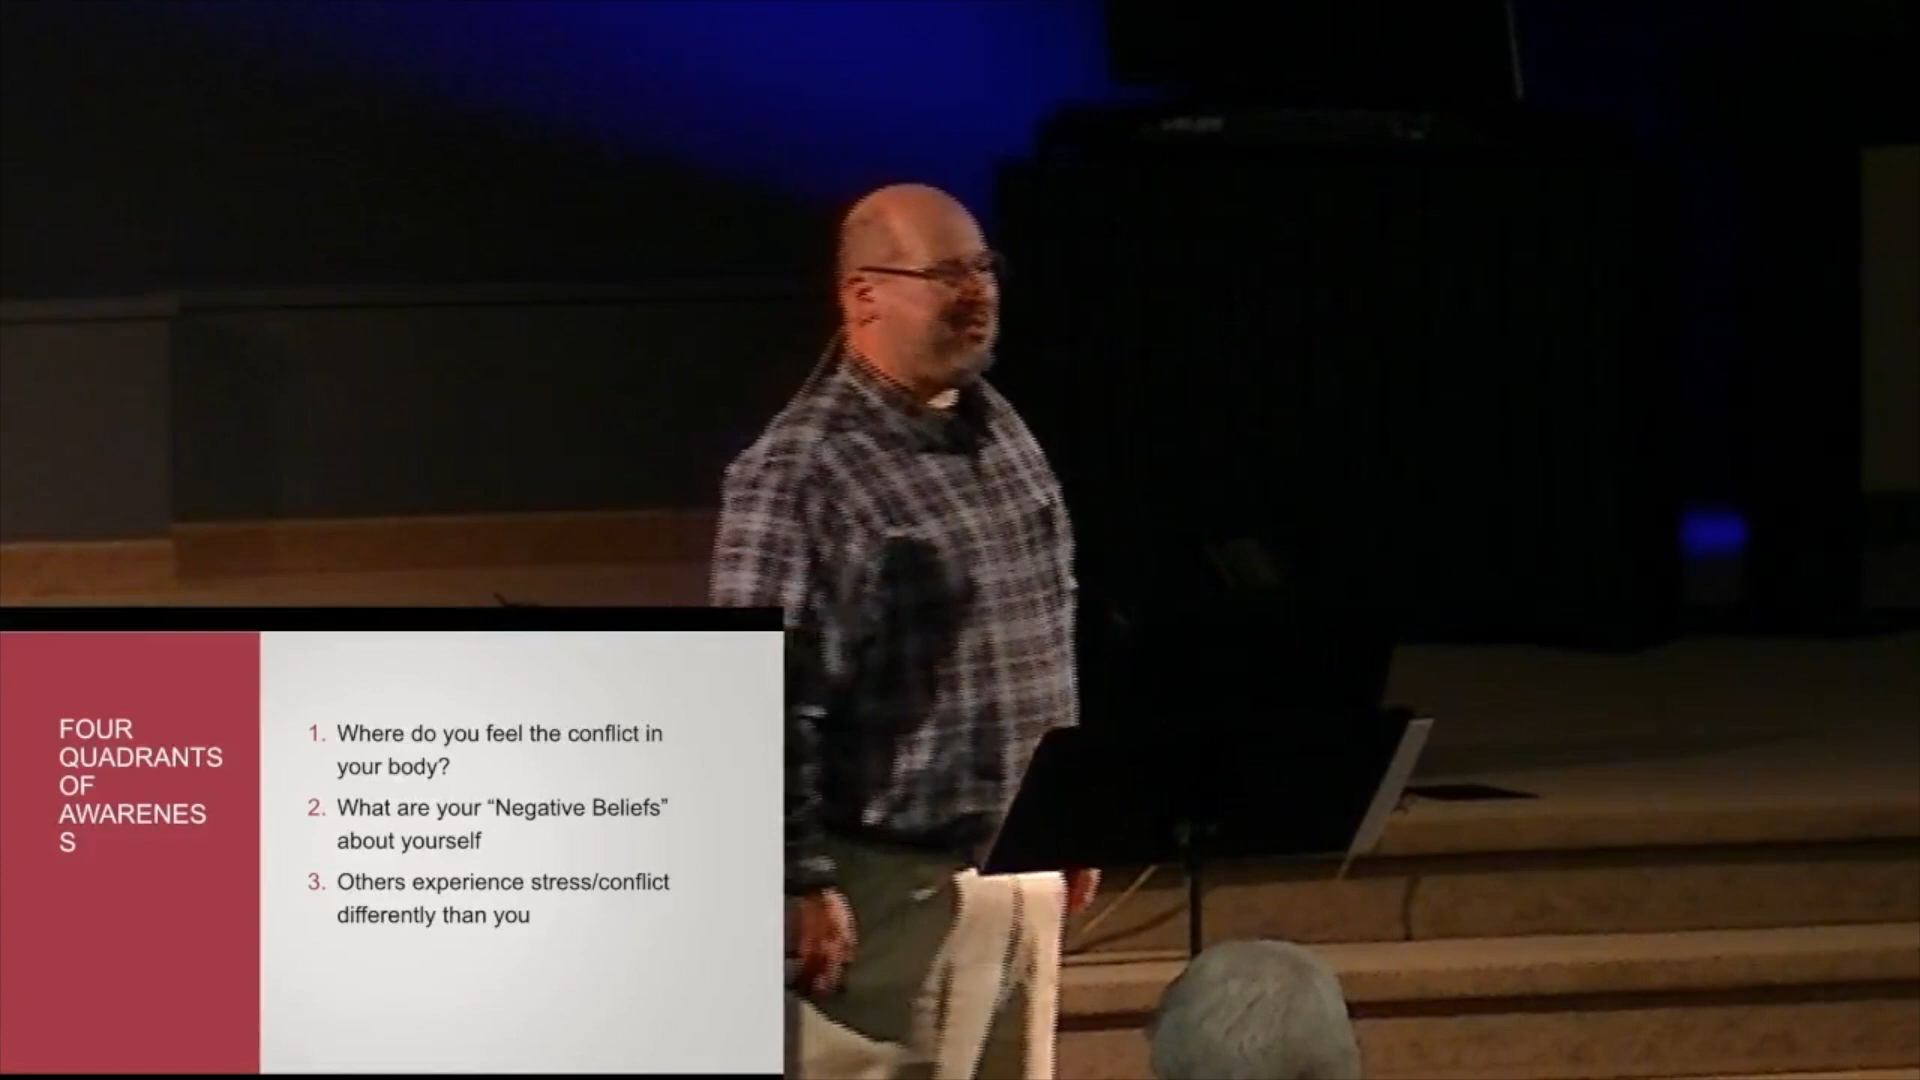 FOUR
QUADRANTS
OF
AWARENES
S
1. Where do you feel the conflict in
your body?
2. What are your “Negative Beliefs”
about yourself
3. Others experience stress/conflict
differently than you